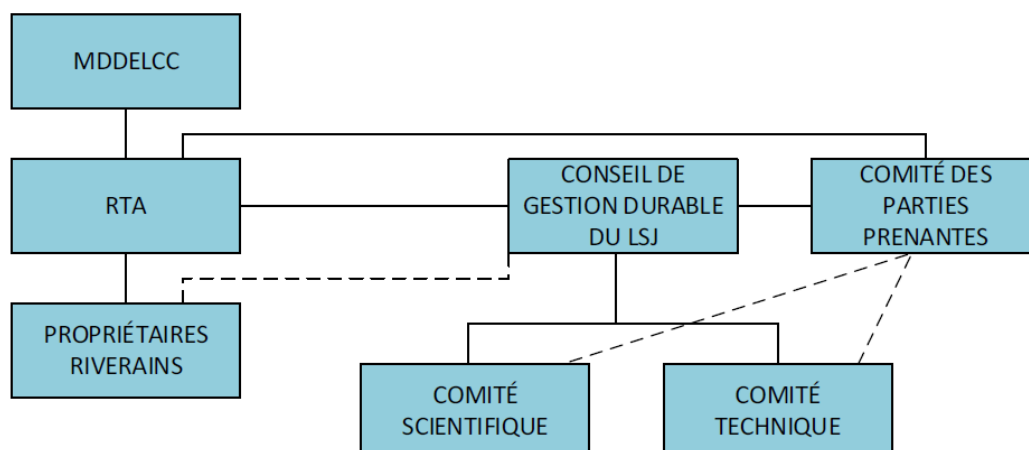 MDDELCC
RTA
CONSEIL DE
GESTION DURABLE
DU LSJ
COMITÉ DES
PARTIES
PRENANTES
PROPRIÉTAIRES
RIVERAINS
COMITÉ
SCIENTIFIQUE
COMITÉ
TECHNIQUE